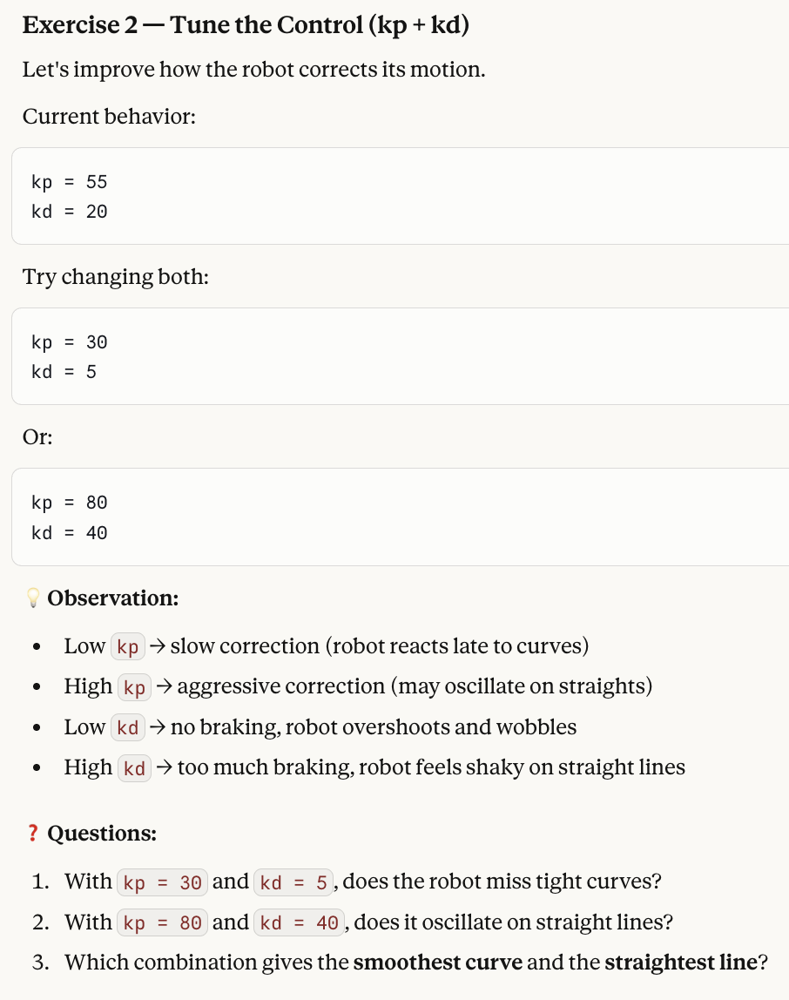 Exercise 2 — Tune the Control (kp + kd)
Let's improve how the robot corrects its motion.
Current behavior:
kp = 55
kd = 20
Try changing both:
kp = 30
kd = 5
Or:
kp = 80
kd = 40
💡 Observation:
• Low kp → slow correction (robot reacts late to curves)
• High kp → aggressive correction (may oscillate on straights)
• Low kd → no braking, robot overshoots and wobbles
• High kd → too much braking, robot feels shaky on straight lines
❓ Questions:
1. With kp = 30 and kd = 5, does the robot miss tight curves?
2. With kp = 80 and kd = 40, does it oscillate on straight lines?
3. Which combination gives the smoothest curve and the straightest line?